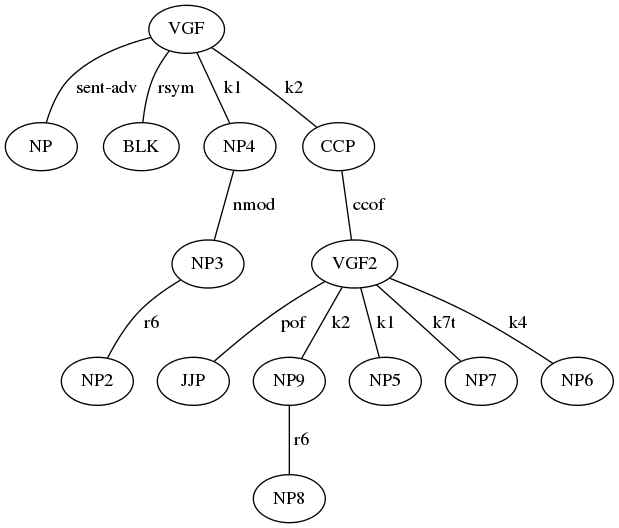 VGF
sent-adv rsym k1 k2
NP BLK NP4 CCP
nmod ccof
NP3 VGF2
r6 pof k2 k1 k7t k4
NP2 JJP NP9 NP5 NP7 NP6
r6
NP8